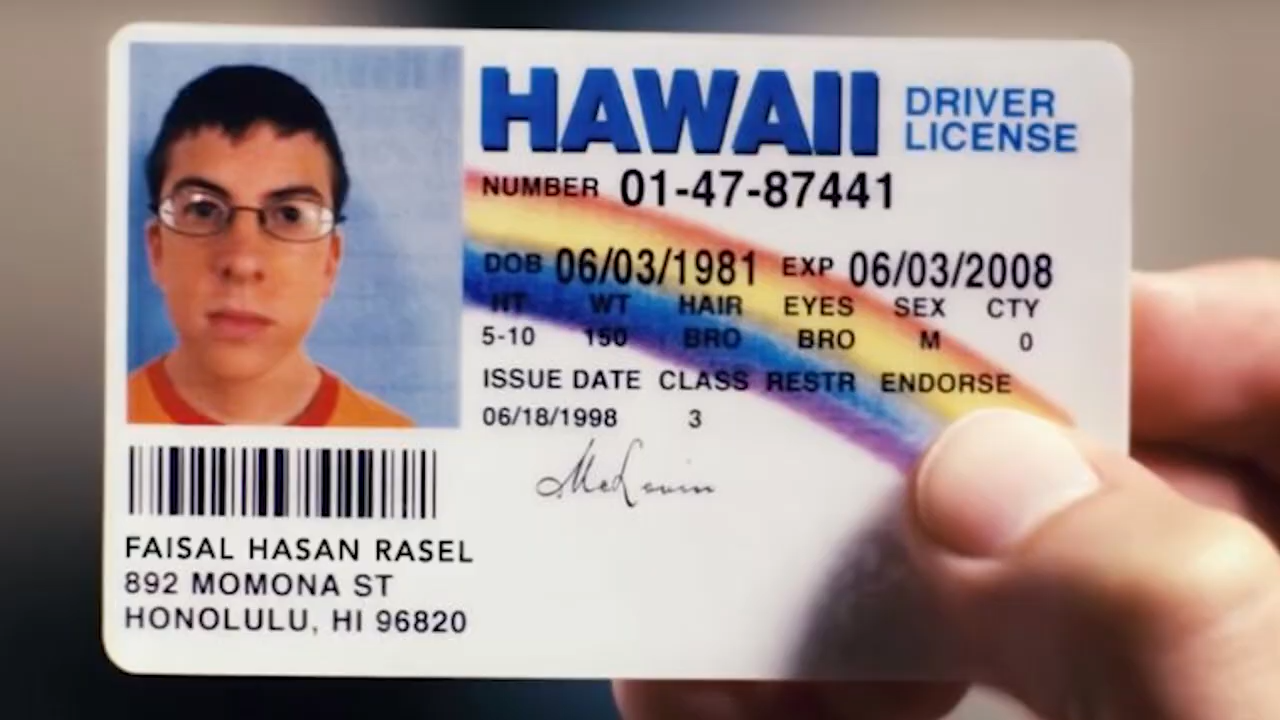 HAWAII DRIVER LICENSE
NUMBER 01-47-87441
DOB 06/03/1981 EXP 06/03/2008
HT WT HAIR EYES SEX CTY
5-10 150 BRO BRO M 0
ISSUE DATE CLASS RESTR ENDORSE
06/18/1998 3
McLovin
FAISAL HASAN RASEL
892 MOMONA ST
HONOLULU, HI 96820